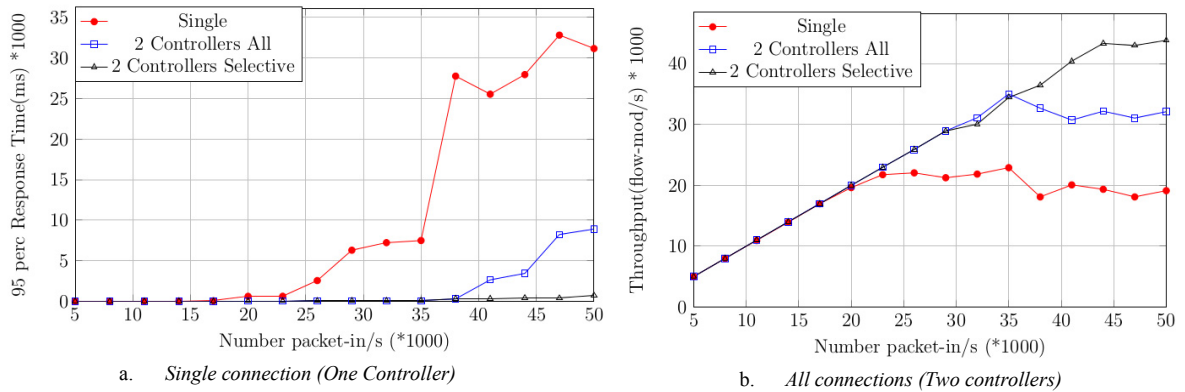 95 perc Response Time(ms) *1000
35
30
25
20
15
10
5
0
Single
2 Controllers All
2 Controllers Selective
5 10 15 20 25 30 35 40 45 50
Number packet-in/s (*1000)
a. Single connection (One Controller)
Throughput(flow-mod/s) * 1000
40
30
20
10
0
Single
2 Controllers All
2 Controllers Selective
5 10 15 20 25 30 35 40 45 50
Number packet-in/s (*1000)
b. All connections (Two controllers)